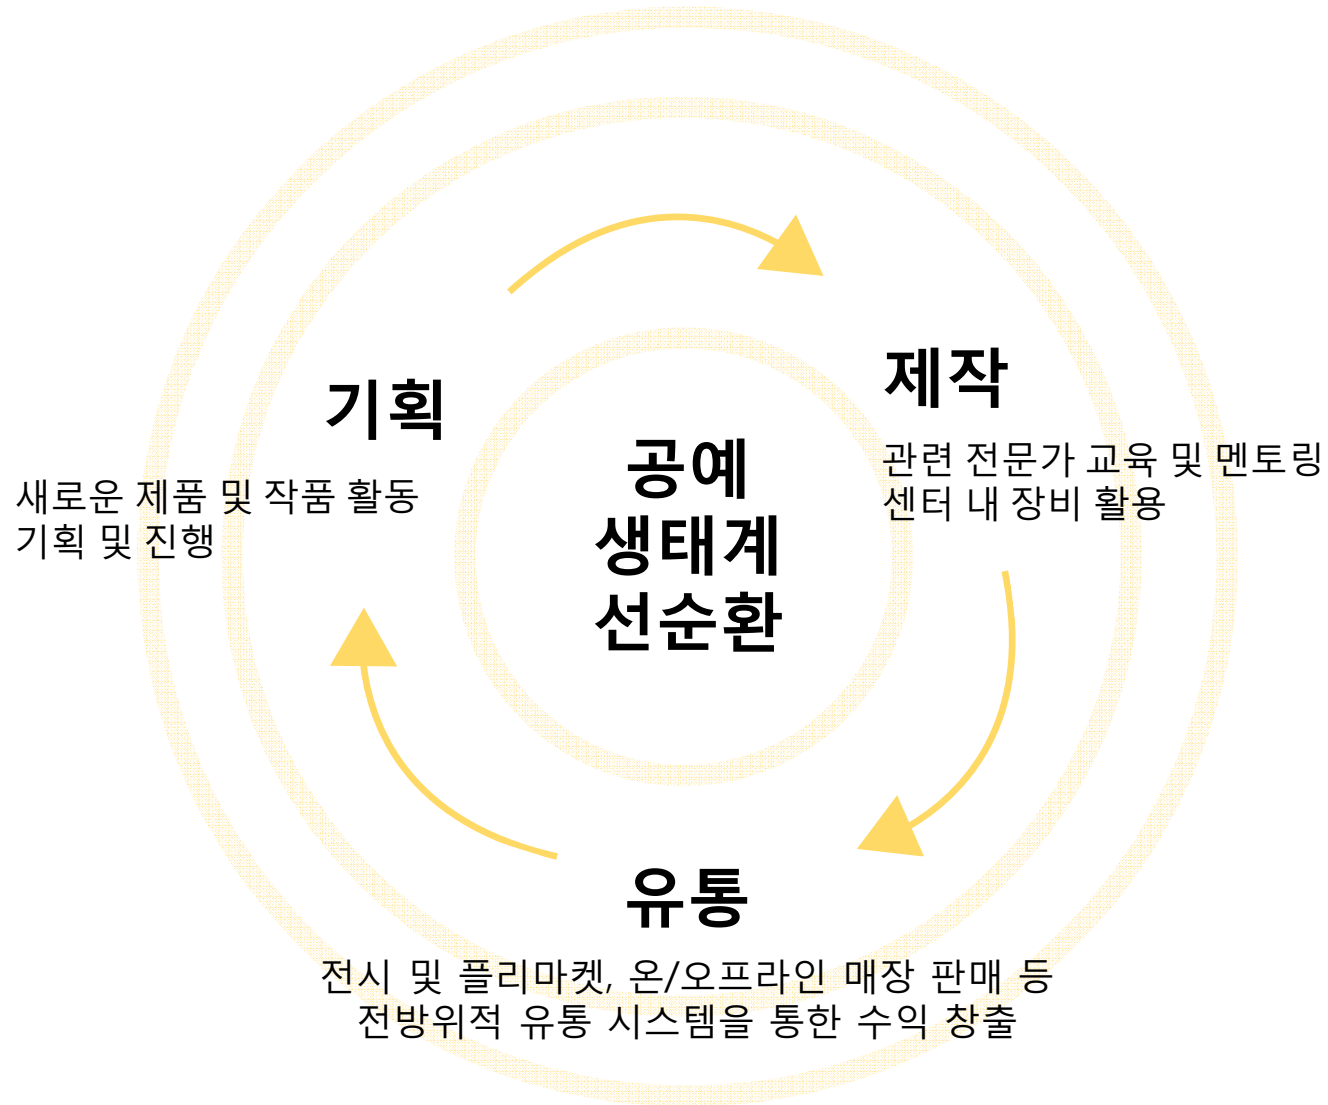 기획
새로운 제품 및 작품 활동
기획 및 진행
제작
관련 전문가 교육 및 멘토링
센터 내 장비 활용
공예
생태계
선순환
유통
전시 및 플리마켓, 온/오프라인 매장 판매 등
전방위적 유통 시스템을 통한 수익 창출